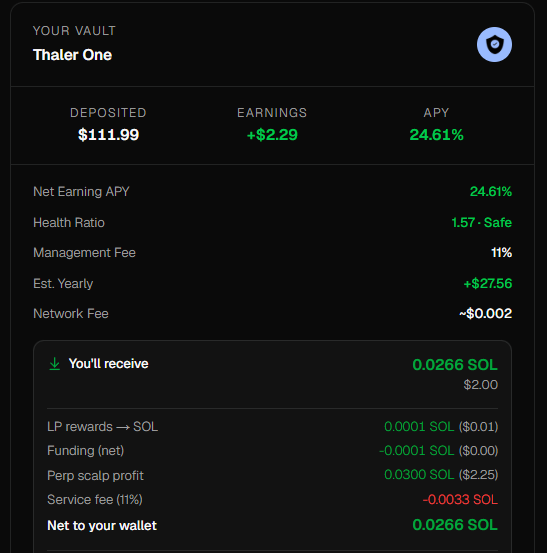 YOUR VAULT
Thaler One
DEPOSITED EARNINGS APY
$111.99 +$2.29 24.61%
Net Earning APY 24.61%
Health Ratio 1.57 · Safe
Management Fee 11%
Est. Yearly +$27.56
Network Fee ~$0.002
You'll receive 0.0266 SOL
$2.00
LP rewards → SOL 0.0001 SOL ($0.01)
Funding (net) -0.0001 SOL ($0.00)
Perp scalp profit 0.0300 SOL ($2.25)
Service fee (11%) -0.0033 SOL
Net to your wallet 0.0266 SOL